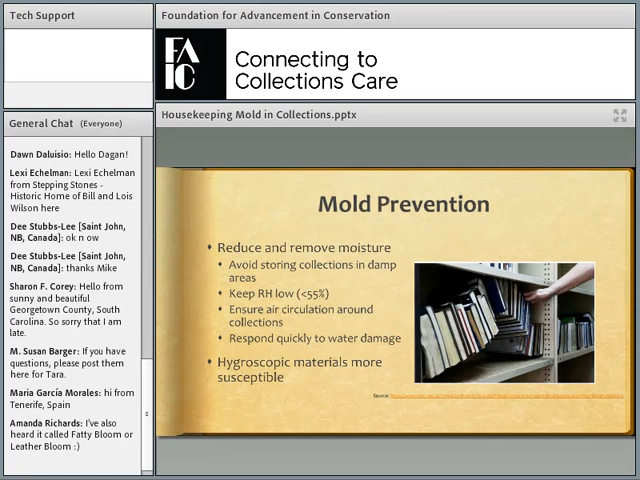 Tech Support
Foundation for Advancement in Conservation
FA
IC
Connecting to
Collections Care
General Chat (Everyone)
Dawn Daluisio: Hello Dagan!
Lexi Echelman: Lexi Echelman
from Stepping Stones -
Historic Home of Bill and Lois
Wilson here
Dee Stubbs-Lee [Saint John,
NB, Canada]: ok n ow
Dee Stubbs-Lee [Saint John,
NB, Canada]: thanks Mike
Sharon F. Corey: Hello from
sunny and beautiful
Georgetown County, South
Carolina. So sorry that I am
late.
M. Susan Barger: If you have
questions, please post them
here for Tara.
Maria García Morales: hi from
Tenerife, Spain
Amanda Richards: I've also
heard it called Fatty Bloom or
Leather Bloom :)
Housekeeping Mold in Collections.pptx
Mold Prevention
Reduce and remove moisture
Avoid storing collections in damp
areas
Keep RH low (<55%)
Ensure air circulation around
collections
Respond quickly to water damage
Hygroscopic materials more
susceptible
Source: